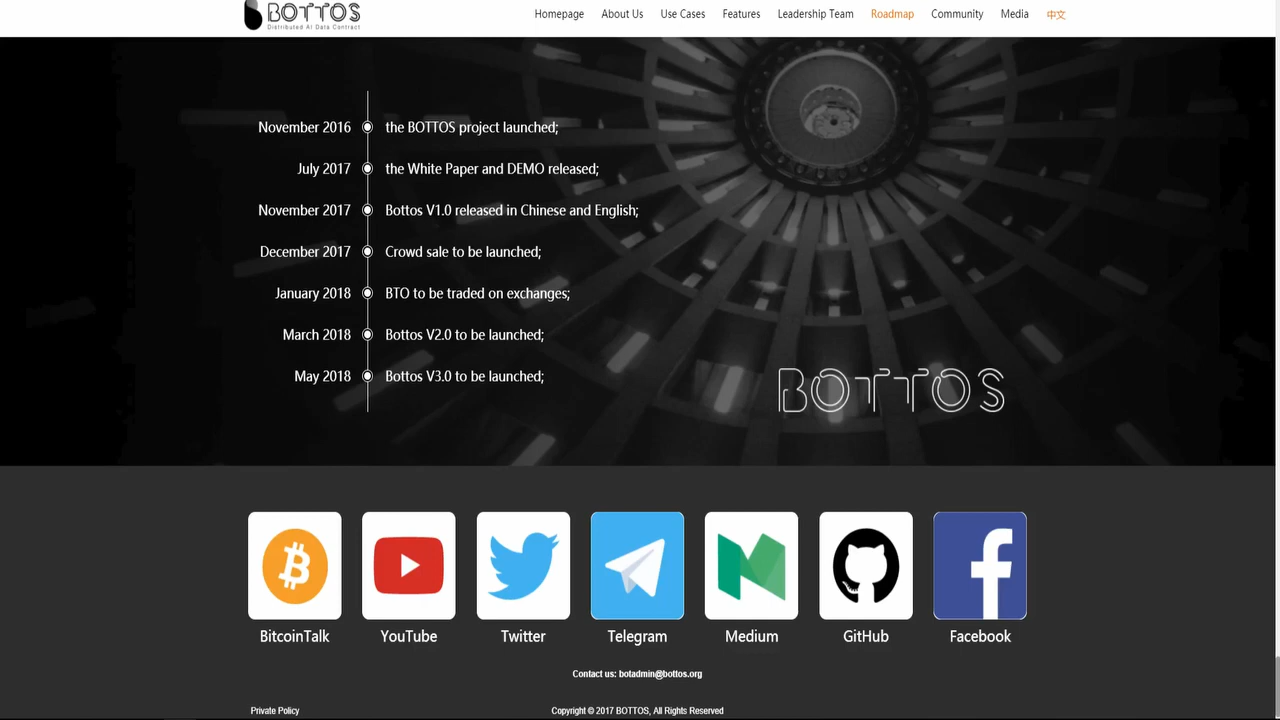 BOTTOS
Distributed AI Data Contract
Homepage About Us Use Cases Features Leadership Team Roadmap Community Media 中文
November 2016 the BOTTOS project launched;
July 2017 the White Paper and DEMO released;
November 2017 Bottos V1.0 released in Chinese and English;
December 2017 Crowd sale to be launched;
January 2018 BTO to be traded on exchanges;
March 2018 Bottos V2.0 to be launched;
May 2018 Bottos V3.0 to be launched;
BOTTOS
BitcoinTalk YouTube Twitter Telegram Medium GitHub Facebook
Contact us: botadmin@bottos.org
Private Policy Copyright © 2017 BOTTOS, All Rights Reserved